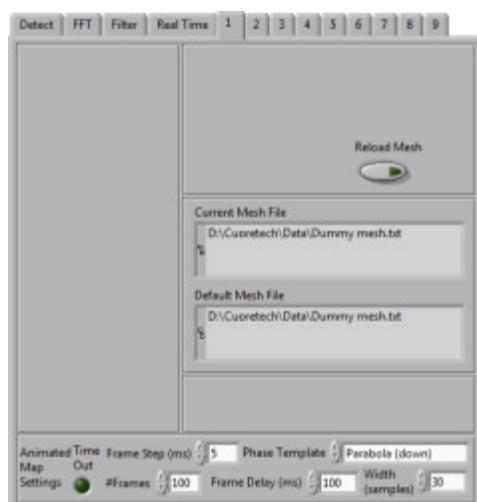 Detect FFT Filter Real Time 1 2 3 4 5 6 7 8 9
Reload Mesh
Current Mesh File
D:\Cuoretech\Data\Dummy mesh.txt
Default Mesh File
D:\Cuoretech\Data\Dummy mesh.txt
Animated Map Settings
Time Out
Frame Step (ms) 5
Phase Template Parabola (down)
#Frames 100
Frame Delay (ms) 100
Width (samples) 30